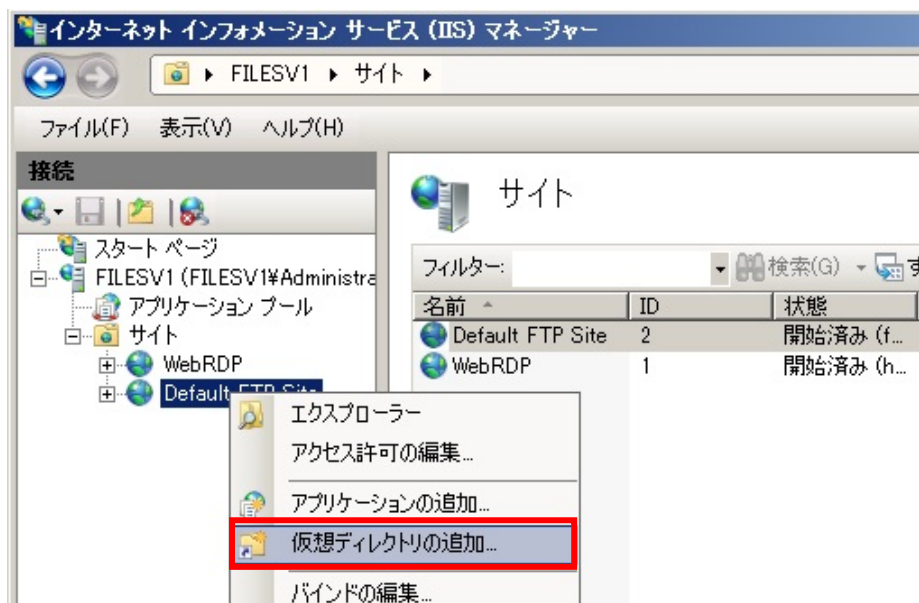 インターネット インフォメーション サービス (IIS) マネージャー
FILESV1 サイト
ファイル(F) 表示(V) ヘルプ(H)
接続
サイト
スタート ページ
FILESV1 (FILESV1¥Administra
アプリケーション プール
サイト
WebRDP
Default FTP Site
フィルター: 検索(G) す
名前 ID 状態
Default FTP Site 2 開始済み (f...
WebRDP 1 開始済み (h...
エクスプローラー
アクセス許可の編集...
アプリケーションの追加...
仮想ディレクトリの追加...
バインドの編集...